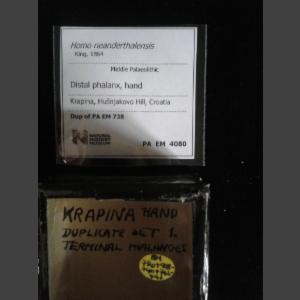 Homo neanderthalensis
King, 1864
Middle Palaeolithic
Distal phalanx, hand
Krapina, Hušnjakovo Hill, Croatia
Dup of PA EM 738
NATURAL
HISTORY
MUSEUM
PA EM 4080
KRAPINA HAND
DUPLICATE SET 1.
TERMINAL PHALANGES